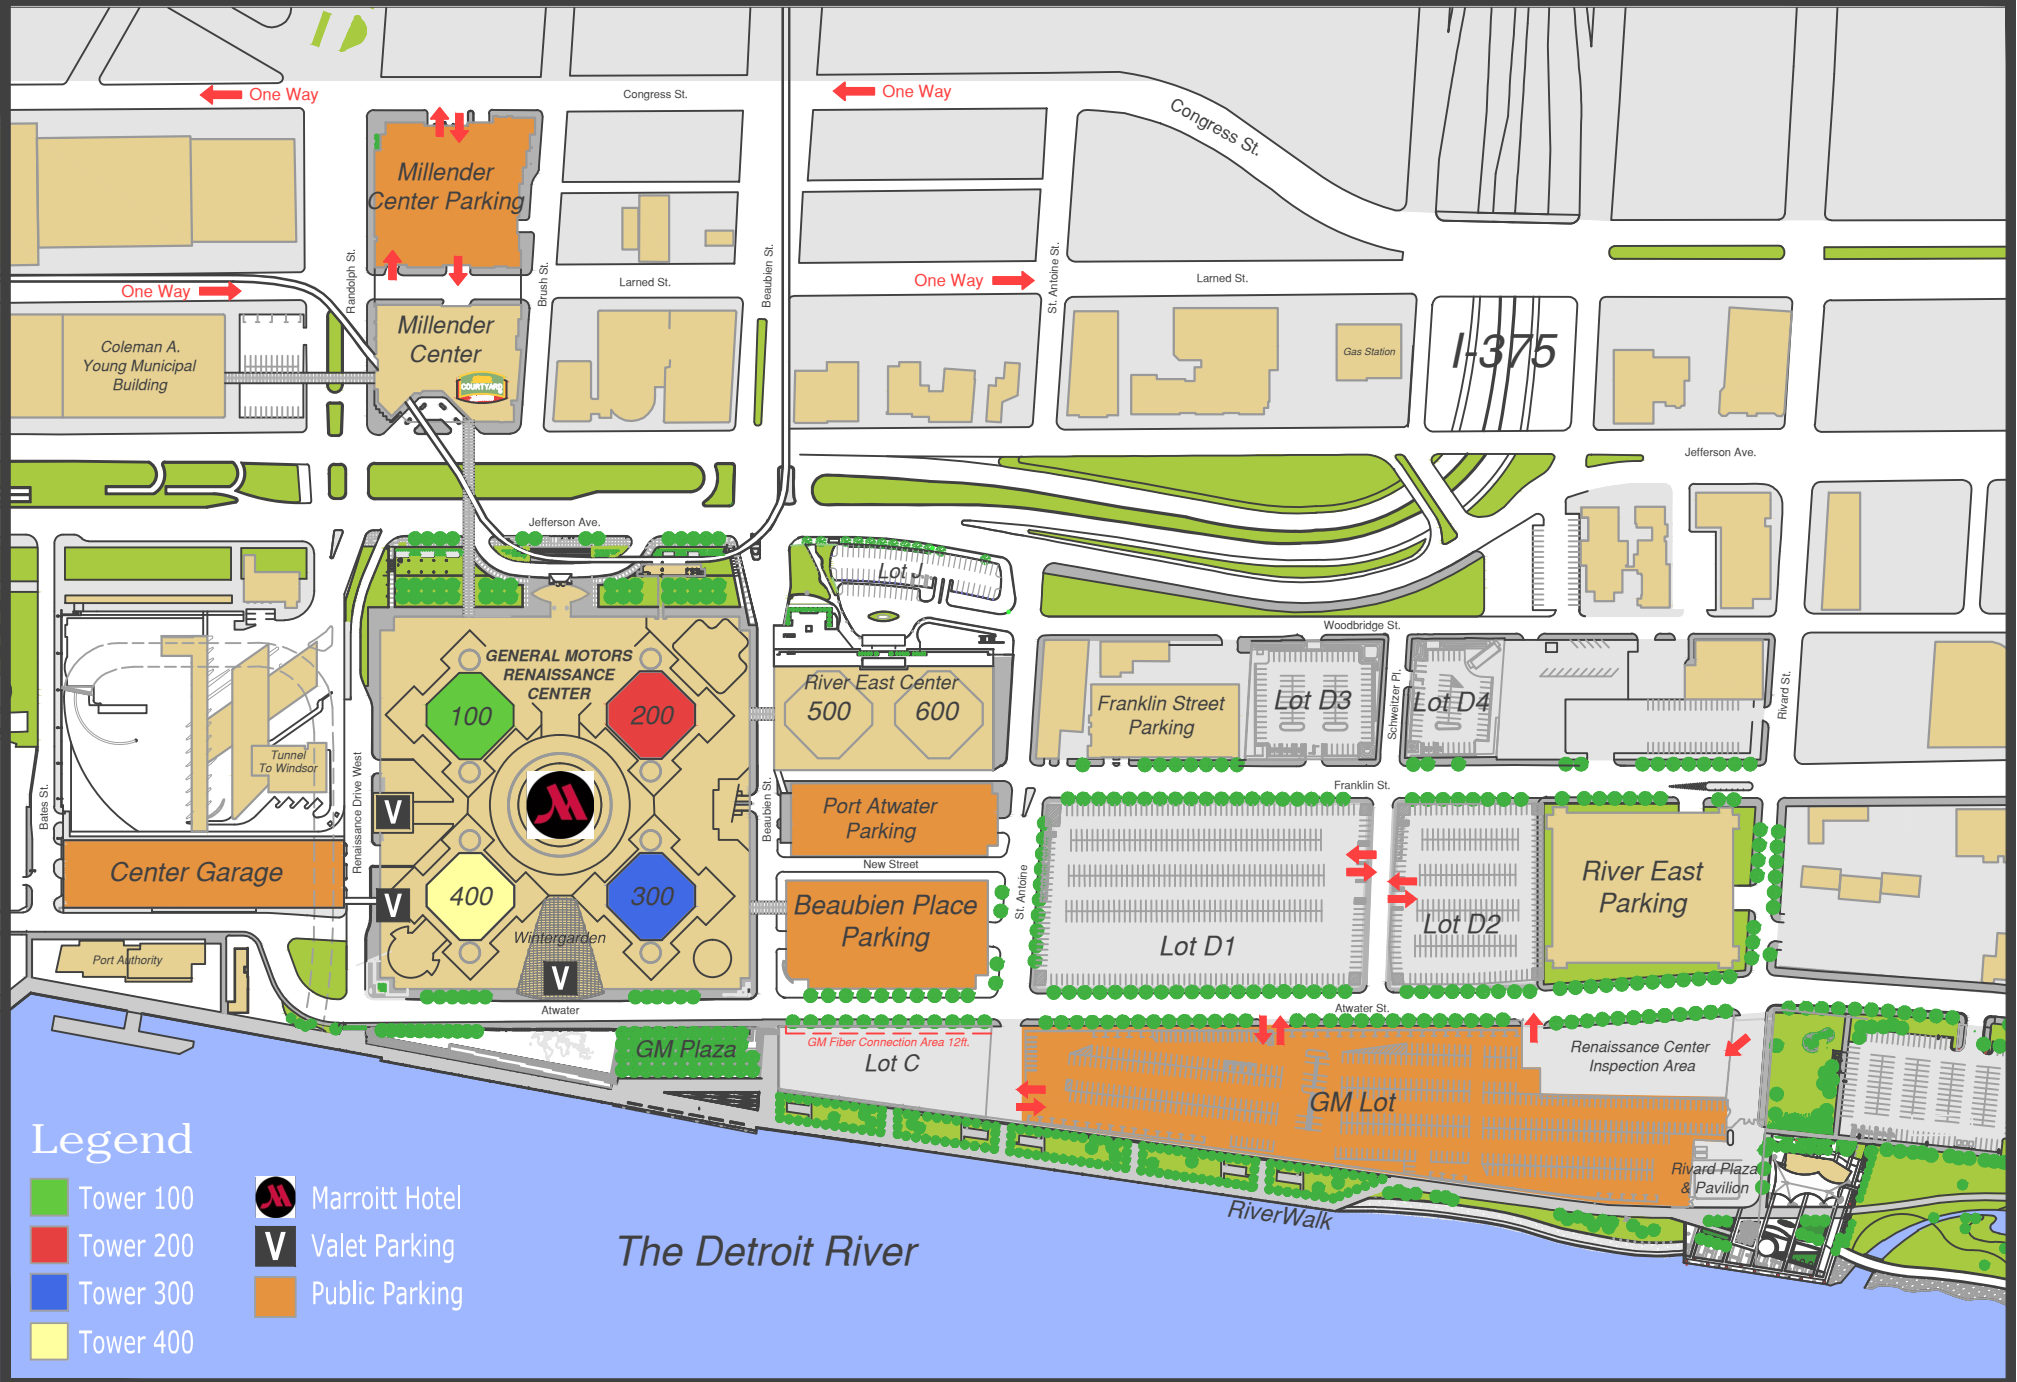 One Way
Congress St.
One Way
Congress St.
Millender
Center Parking
Randolph St.
Brush St.
Beaubien St.
St. Antoine St.
One Way
Larned St.
One Way
Larned St.
Coleman A.
Young Municipal
Building
Millender
Center
COURTYARD
Gas Station
I-375
Jefferson Ave.
Jefferson Ave.
Lot J
Woodbridge St.
GENERAL MOTORS
RENAISSANCE
CENTER
100
200
River East Center
500
600
Franklin Street
Parking
Lot D3
Schweitzer Pl.
Lot D4
Rivard St.
Tunnel
To Windsor
Bates St.
Renaissance Drive West
V
Beaubien St.
Port Atwater
Parking
Franklin St.
New Street
Center Garage
V
400
300
Wintergarden
V
Beaubien Place
Parking
St. Antoine
Lot D1
Lot D2
River East
Parking
Port Authority
Atwater
Atwater St.
GM Plaza
GM Fiber Connection Area 12ft.
Lot C
GM Lot
Renaissance Center
Inspection Area
Rivard Plaza
& Pavilion
RiverWalk
The Detroit River
Legend
Tower 100
Tower 200
Tower 300
Tower 400
Marroitt Hotel
V
Valet Parking
Public Parking